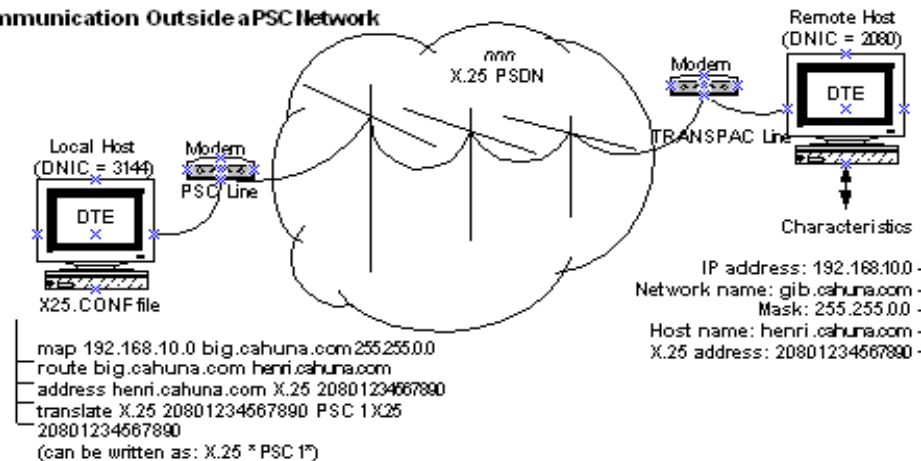 mmunication Outside a PSC Network
nnn
X.25 PSDN
Remote Host
(DNIC = 2080)
Modem
DTE
TRANSPAC Line
Local Host
(DNIC = 3144)
Modem
PSC Line
DTE
X25.CONF file
Characteristics
IP address: 192.168.10.0
Network name: gib.cahuna.com
Mask: 255.255.0.0
Host name: henri.cahuna.com
X.25 address: 20801234567890
map 192.168.10.0 big.cahuna.com 255.255.0.0
route big.cahuna.com henri.cahuna.com
address henri.cahuna.com X.25 20801234567890
translate X.25 20801234567890 PSC 1 X25
20801234567890
(can be written as: X.25 * PSC 1*)